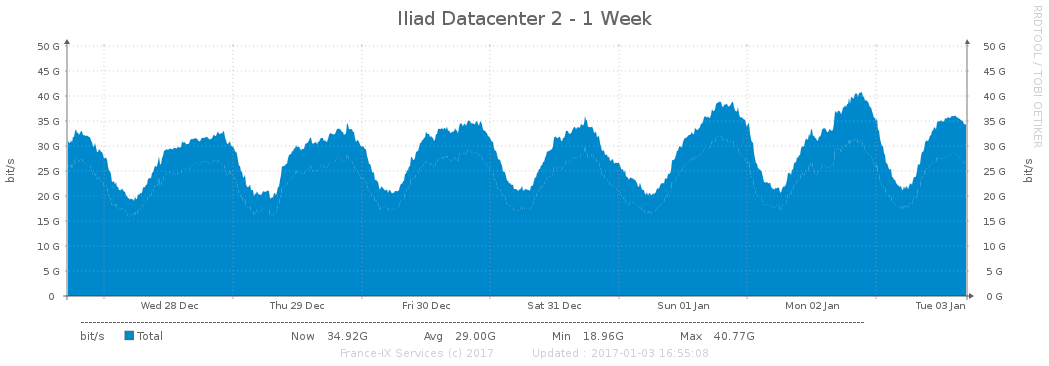 Iliad Datacenter 2 - 1 Week
RRDTOOL / TOBI OETIKER
50 G 50 G
45 G 45 G
40 G 40 G
35 G 35 G
30 G 30 G
25 G 25 G
20 G 20 G
15 G 15 G
10 G 10 G
5 G 5 G
0 0 G
bit/s bit/s
Wed 28 Dec Thu 29 Dec Fri 30 Dec Sat 31 Dec Sun 01 Jan Mon 02 Jan Tue 03 Jan
bit/s Total Now 34.92G Avg 29.00G Min 18.96G Max 40.77G
France-IX Services (c) 2017 Updated : 2017-01-03 16:55:08